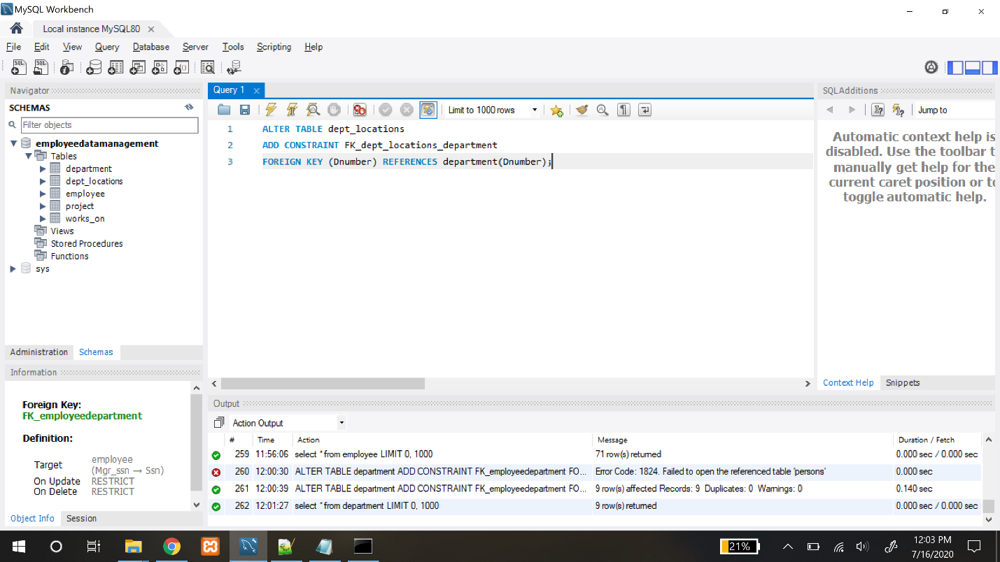 MySQL Workbench
Local instance MySQL80
File Edit View Query Database Server Tools Scripting Help
Navigator
SCHEMAS
Filter objects
employeedatamanagement
Tables
department
dept_locations
employee
project
works_on
Views
Stored Procedures
Functions
sys
Administration Schemas
Information
Foreign Key:
FK_employeedepartment
Definition:
Target employee
(Mgr_ssn → Ssn)
On Update RESTRICT
On Delete RESTRICT
Object Info Session
Query 1
Limit to 1000 rows
1 ALTER TABLE dept_locations
2 ADD CONSTRAINT FK_dept_locations_department
3 FOREIGN KEY (Dnumber) REFERENCES department(Dnumber);
SQLAdditions
Jump to
Automatic context help is
disabled. Use the toolbar t
manually get help for the
current caret position or to
toggle automatic help.
Context Help Snippets
Output
Action Output
# Time Action Message Duration / Fetch
259 11:56:06 select * from employee LIMIT 0, 1000 71 row(s) returned 0.000 sec / 0.000 sec
260 12:00:30 ALTER TABLE department ADD CONSTRAINT FK_employeedepartment FO... Error Code: 1824. Failed to open the referenced table 'persons' 0.000 sec
261 12:00:39 ALTER TABLE department ADD CONSTRAINT FK_employeedepartment FO... 9 row(s) affected Records: 9 Duplicates: 0 Warnings: 0 0.140 sec
262 12:01:27 select * from department LIMIT 0, 1000 9 row(s) returned 0.000 sec / 0.000 sec
21%
12:03 PM
7/16/2020